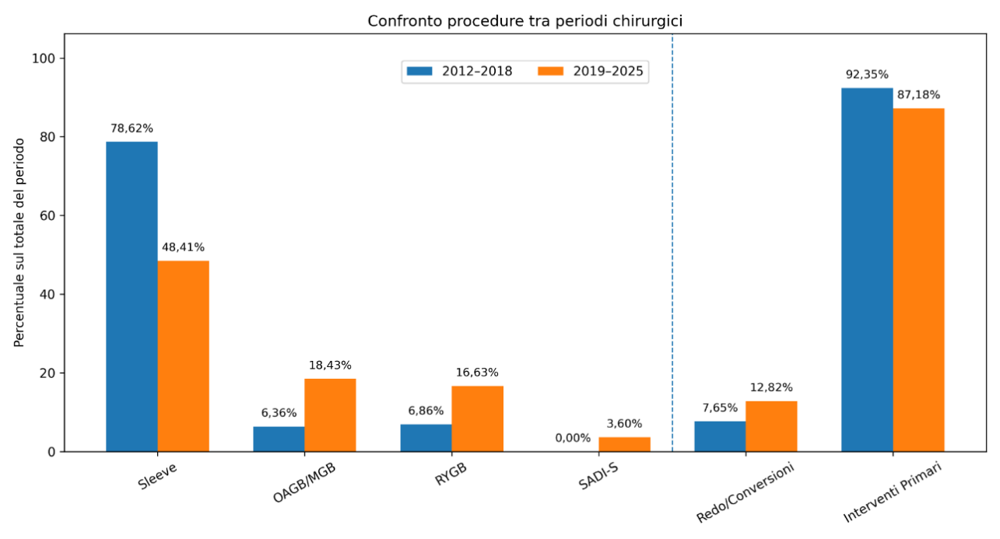 Confronto procedure tra periodi chirurgici
Percentuale sul totale del periodo
100
80
60
40
20
0
2012–2018
2019–2025
78,62%
48,41%
6,36%
18,43%
6,86%
16,63%
0,00%
3,60%
7,65%
12,82%
92,35%
87,18%
Sleeve
OAGB/MGB
RYGB
SADI-S
Redo/Conversioni
Interventi Primari